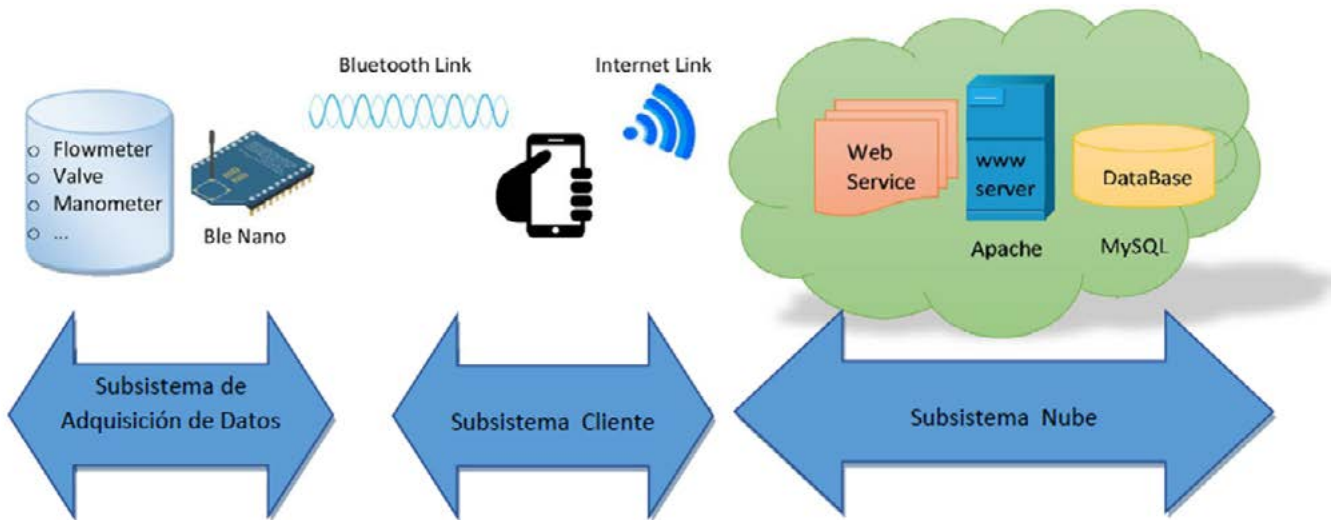 Bluetooth Link
Internet Link
Flowmeter
Valve
Manometer
...
Ble Nano
Web
Service
www
server
Apache
DataBase
MySQL
Subsistema de
Adquisición de Datos
Subsistema Cliente
Subsistema Nube